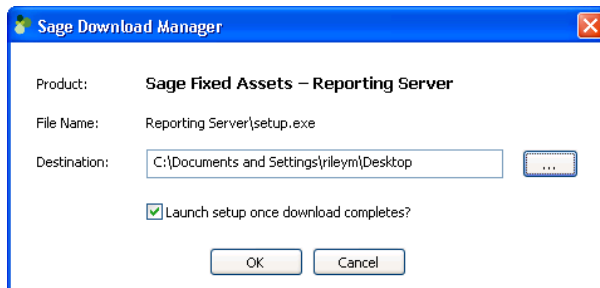 Sage Download Manager
Product: Sage Fixed Assets – Reporting Server
File Name: Reporting Server\setup.exe
Destination: C:\Documents and Settings\rileym\Desktop ...
Launch setup once download completes?
OK Cancel